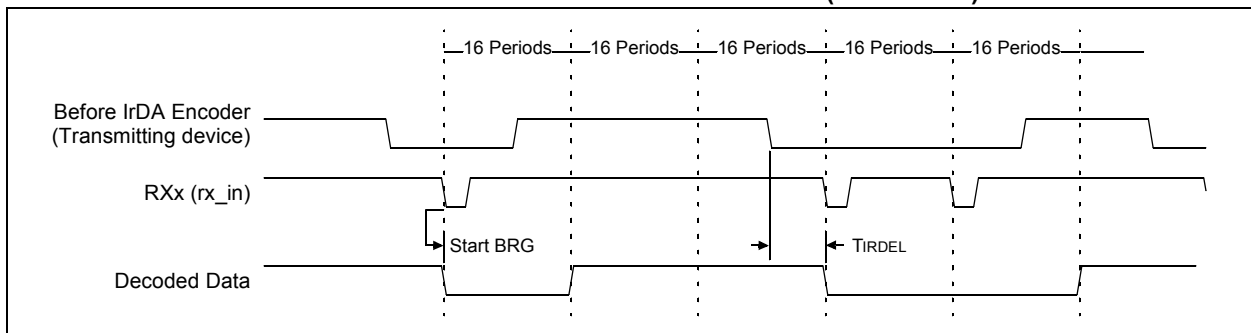 16 Periods 16 Periods 16 Periods 16 Periods 16 Periods
Before IrDA Encoder
(Transmitting device)
RXx (rx_in)
Start BRG
TIRDEL
Decoded Data